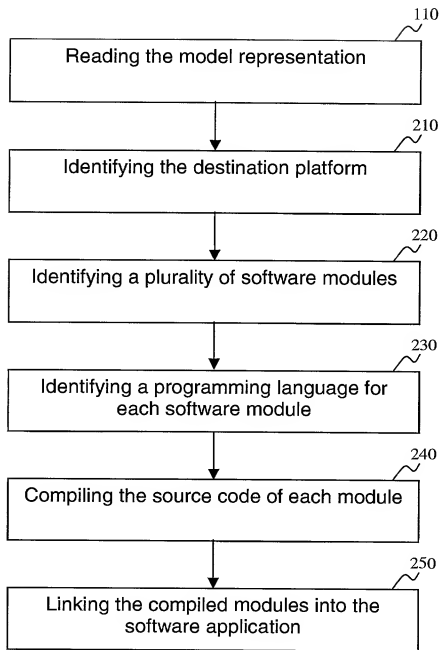 110
Reading the model representation
210
Identifying the destination platform
220
Identifying a plurality of software modules
230
Identifying a programming language for
each software module
240
Compiling the source code of each module
250
Linking the compiled modules into the
software application